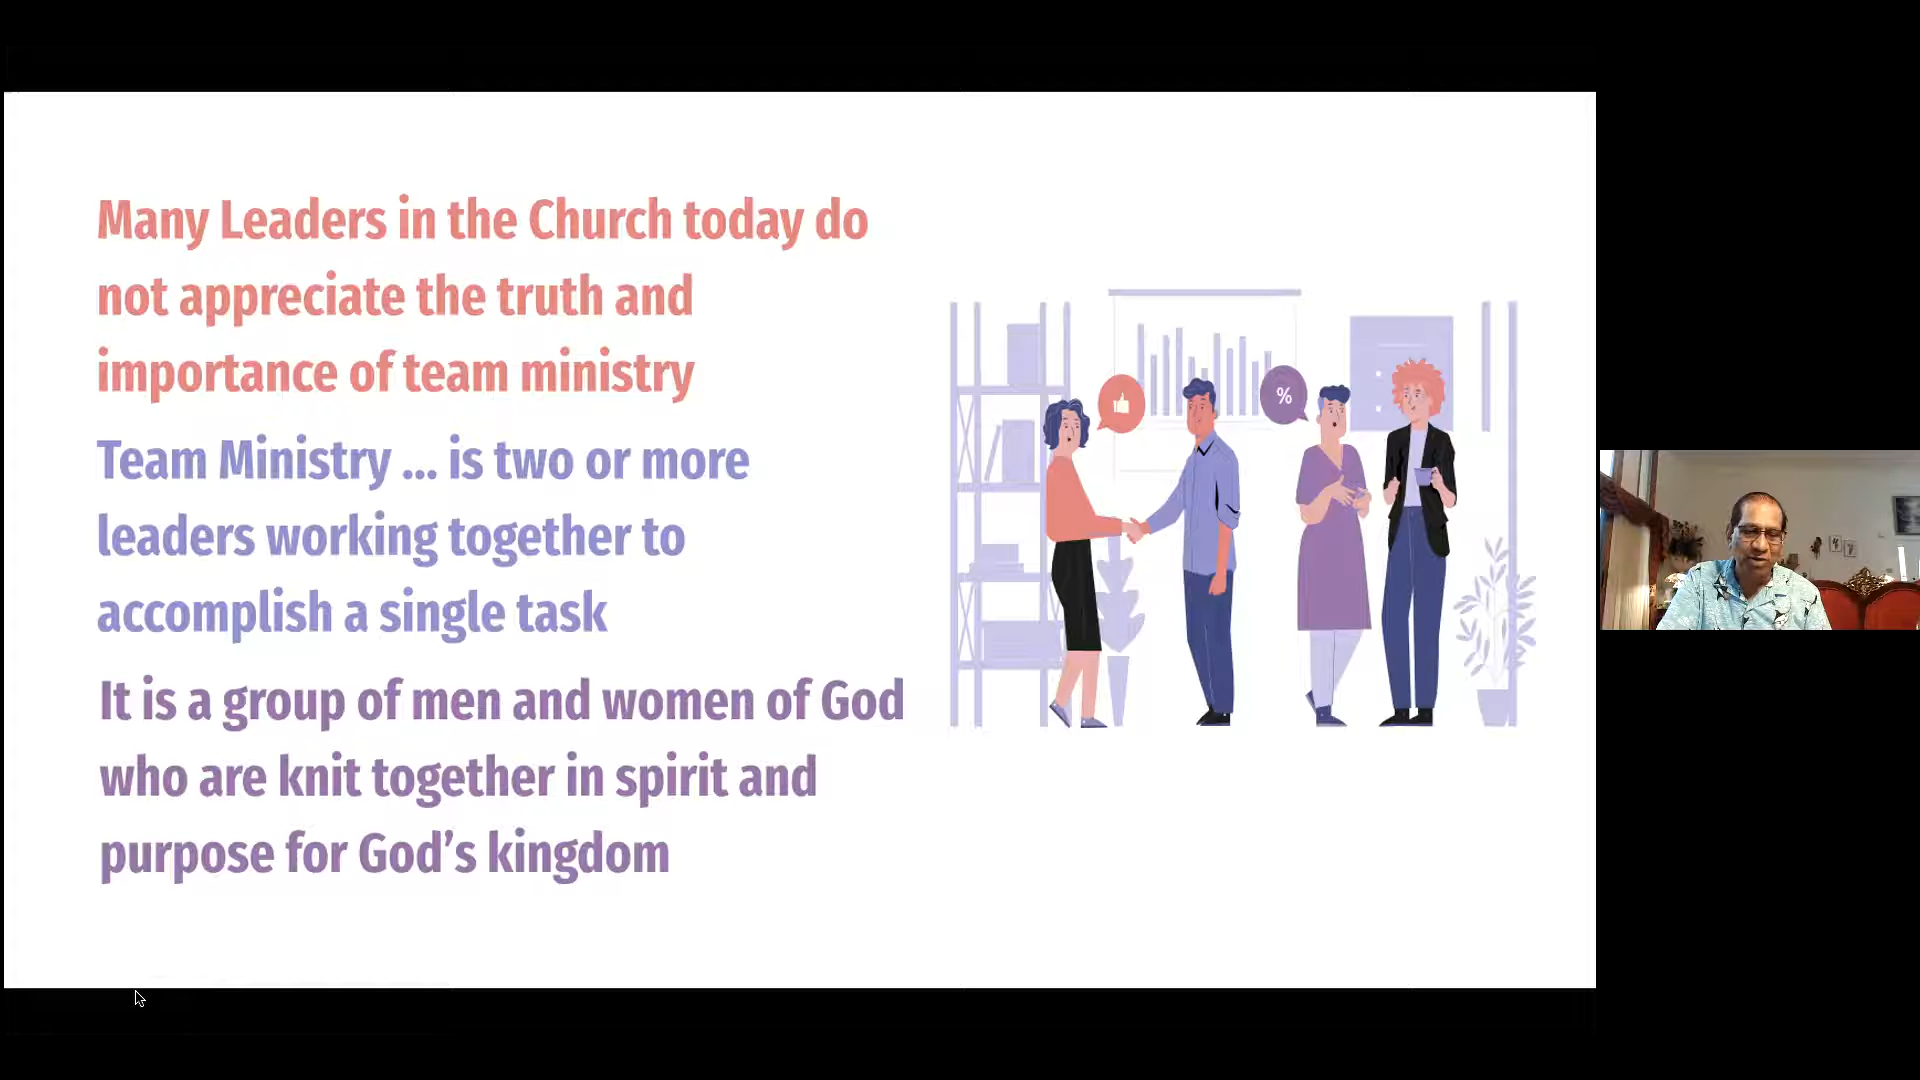 Many Leaders in the Church today do
not appreciate the truth and
importance of team ministry
Team Ministry ... is two or more
leaders working together to
accomplish a single task
It is a group of men and women of God
who are knit together in spirit and
purpose for God’s kingdom
%